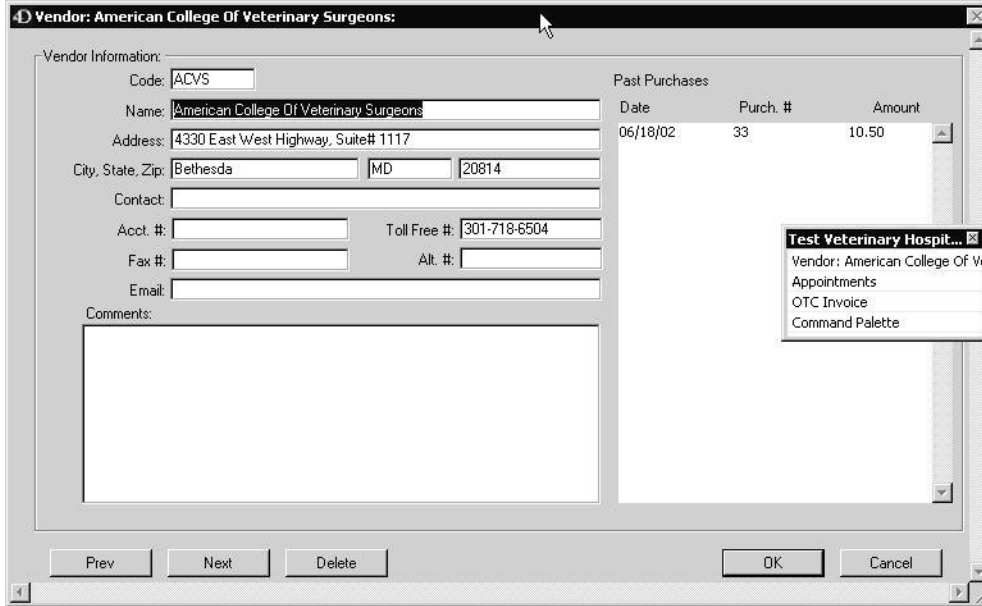 Vendor: American College Of Veterinary Surgeons:
Vendor Information:
Code: ACVS
Name: American College Of Veterinary Surgeons
Address: 4330 East West Highway, Suite# 1117
City, State, Zip: Bethesda MD 20814
Contact:
Acct. #: Toll Free #: 301-718-6504
Fax #: Alt. #:
Email:
Comments:
Past Purchases
Date Purch. # Amount
06/18/02 33 10.50
Test Veterinary Hospit...
Vendor: American College Of V
Appointments
OTC Invoice
Command Palette
Prev Next Delete OK Cancel